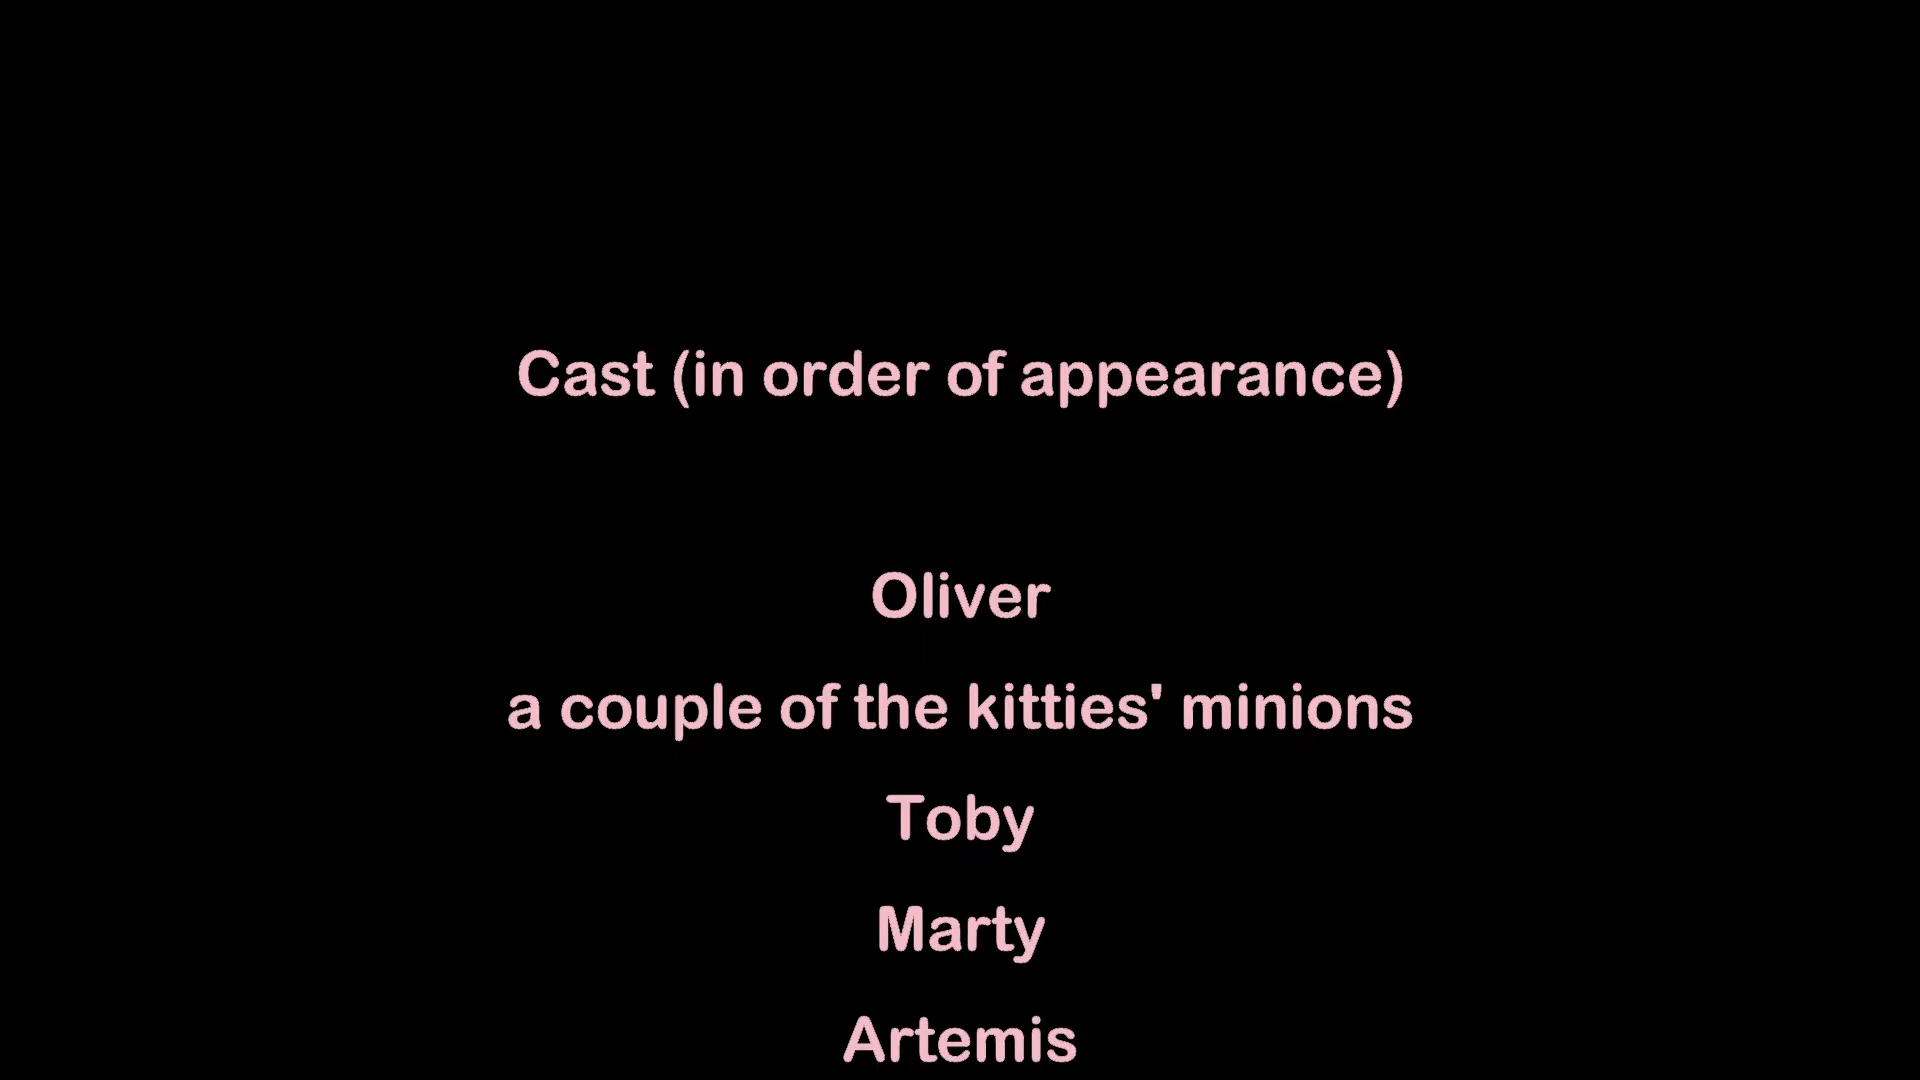 Cast (in order of appearance)
Oliver
a couple of the kitties' minions
Toby
Marty
Artemis